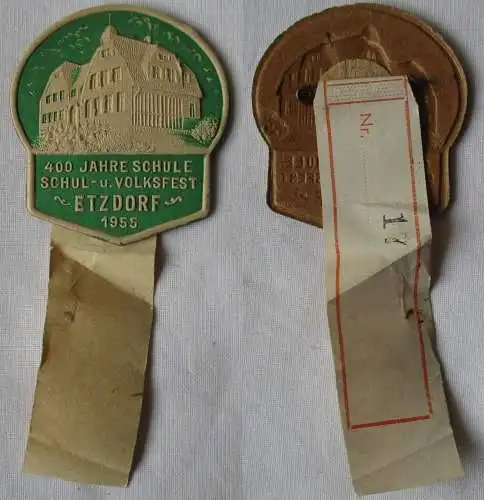 400 JAHRE SCHULE
SCHUL- u. VOLKSFEST
~ ETZDORF ~
1955
Nr.